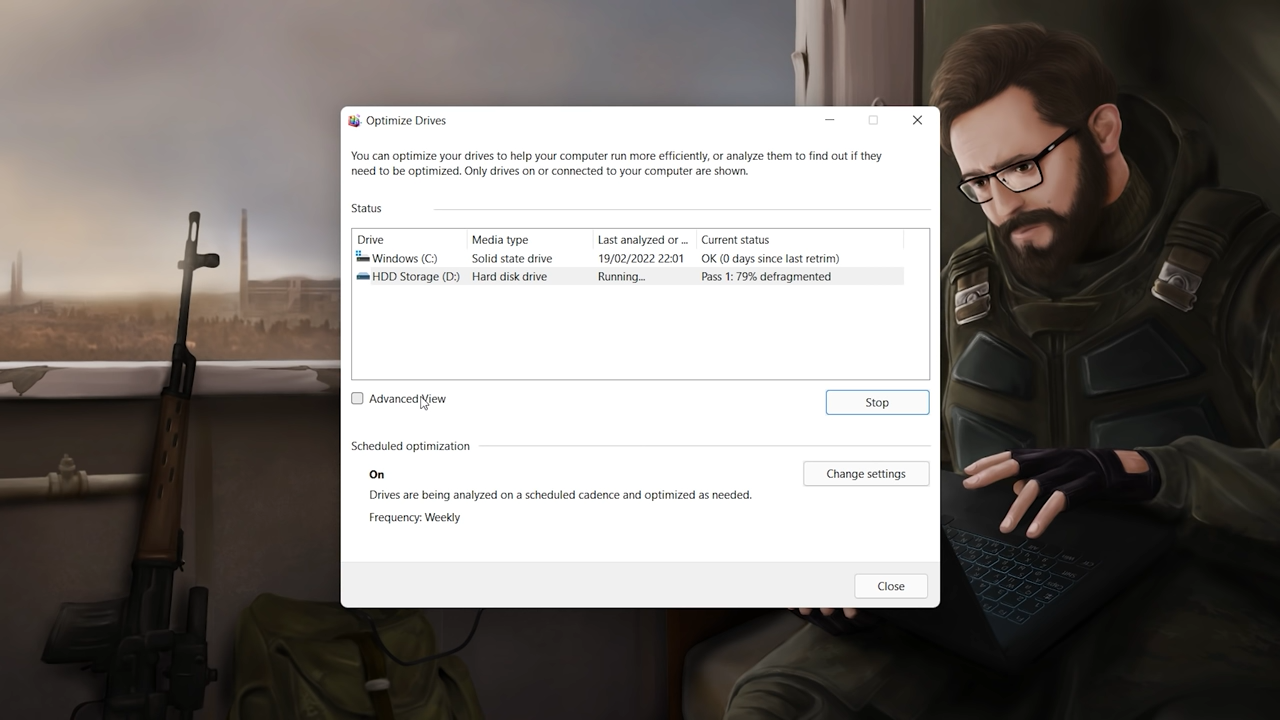 Optimize Drives
You can optimize your drives to help your computer run more efficiently, or analyze them to find out if they
need to be optimized. Only drives on or connected to your computer are shown.
Status
Drive Media type Last analyzed or ... Current status
Windows (C:) Solid state drive 19/02/2022 22:01 OK (0 days since last retrim)
HDD Storage (D:) Hard disk drive Running... Pass 1: 79% defragmented
Advanced View
Stop
Scheduled optimization
On
Change settings
Drives are being analyzed on a scheduled cadence and optimized as needed.
Frequency: Weekly
Close